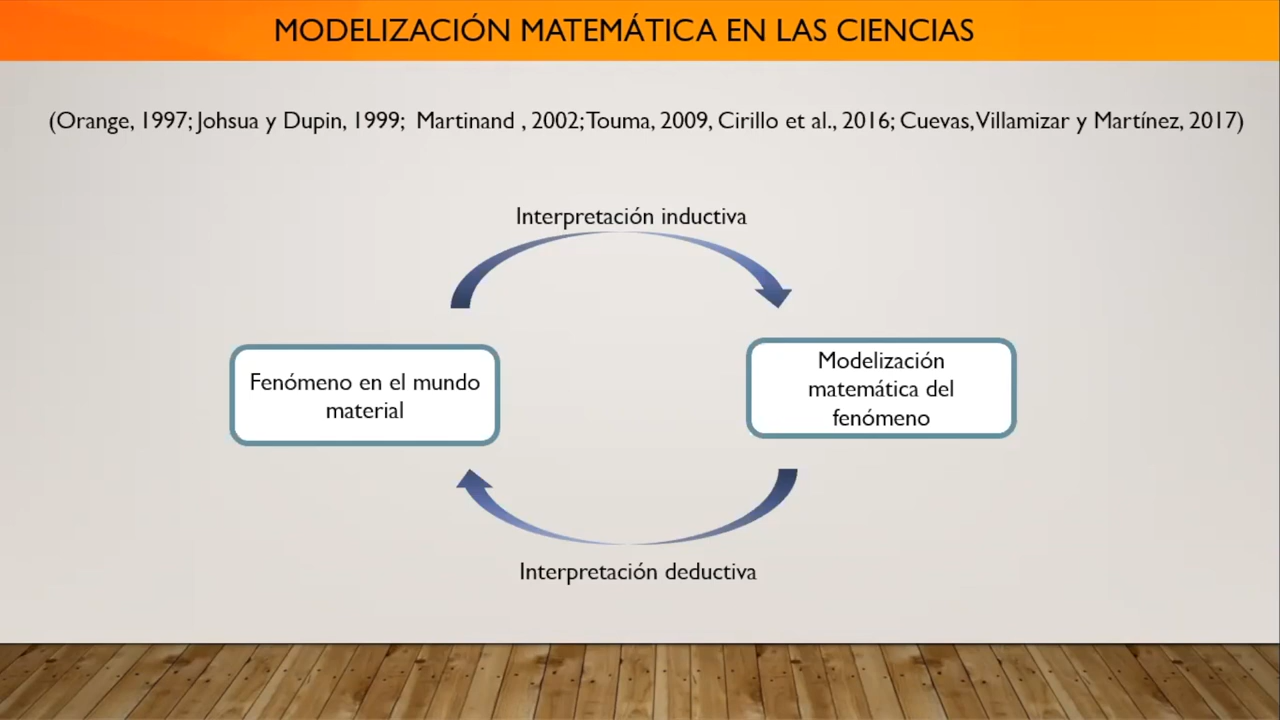 MODELIZACIÓN MATEMÁTICA EN LAS CIENCIAS
(Orange, 1997; Johsua y Dupin, 1999; Martinand , 2002; Touma, 2009, Cirillo et al., 2016; Cuevas, Villamizar y Martínez, 2017)
Interpretación inductiva
Fenómeno en el mundo
material
Modelización
matemática del
fenómeno
Interpretación deductiva